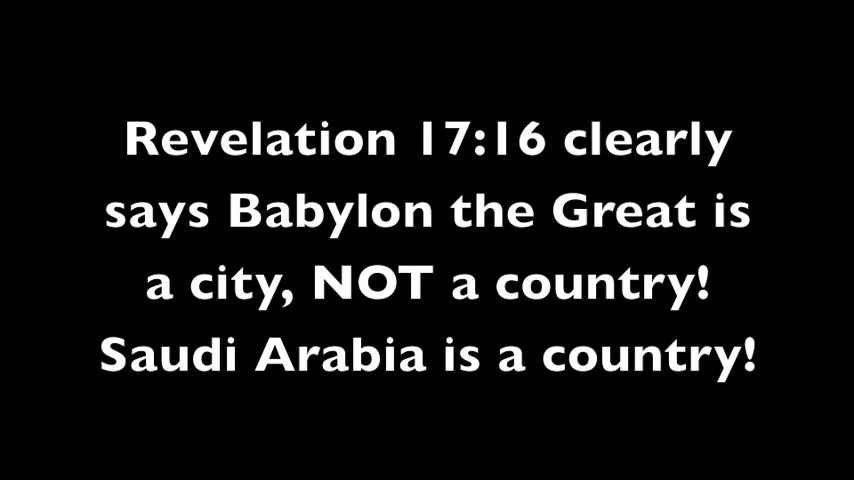 Revelation 17:16 clearly
says Babylon the Great is
a city, NOT a country!
Saudi Arabia is a country!